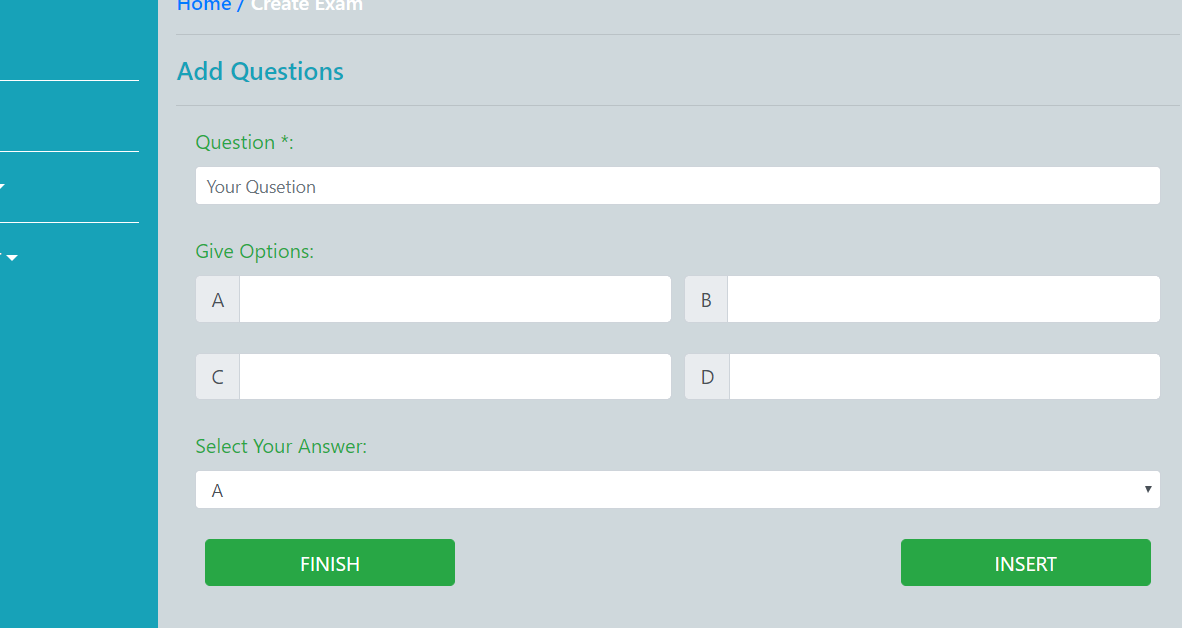 Home / Create Exam
Add Questions
Question *:
Your Qusetion
Give Options:
A
B
C
D
Select Your Answer:
A
FINISH
INSERT